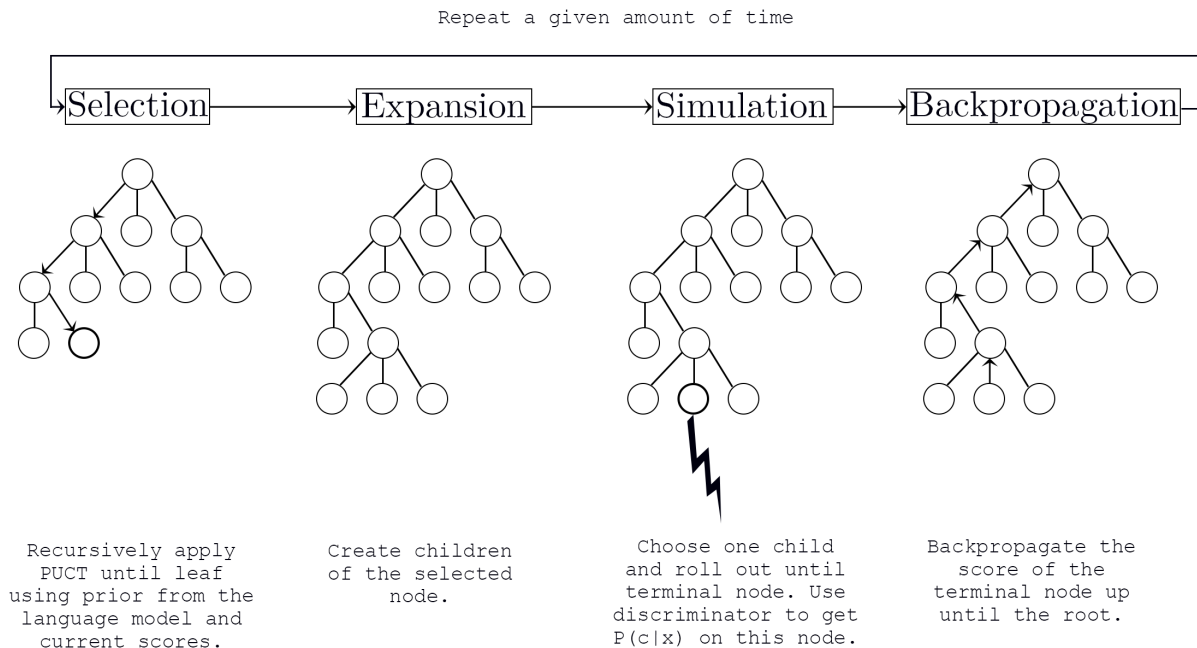 Repeat a given amount of time
Selection
Expansion
Simulation
Backpropagation
Recursively apply
PUCT until leaf
using prior from the
language model and
current scores.
Create children
of the selected
node.
Choose one child
and roll out until
terminal node. Use
discriminator to get
P(c|x) on this node.
Backpropagate the
score of the
terminal node up
until the root.